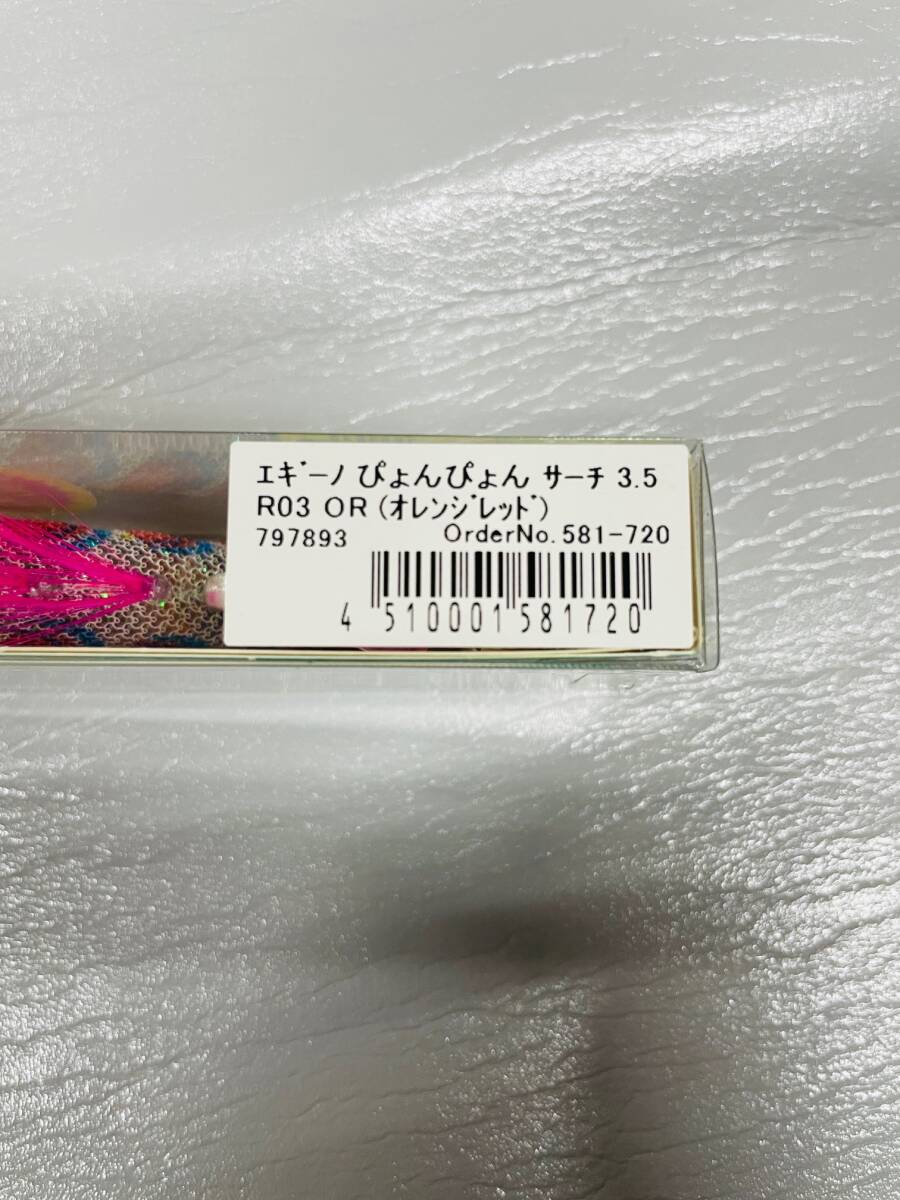 ｴｷﾞｰﾉ ぴょんぴょん ｻｰﾁ 3.5
R03 OR (ｵﾚﾝｼﾞﾚｯﾄﾞ)
797893 OrderNo.581-720
4 510001 581720